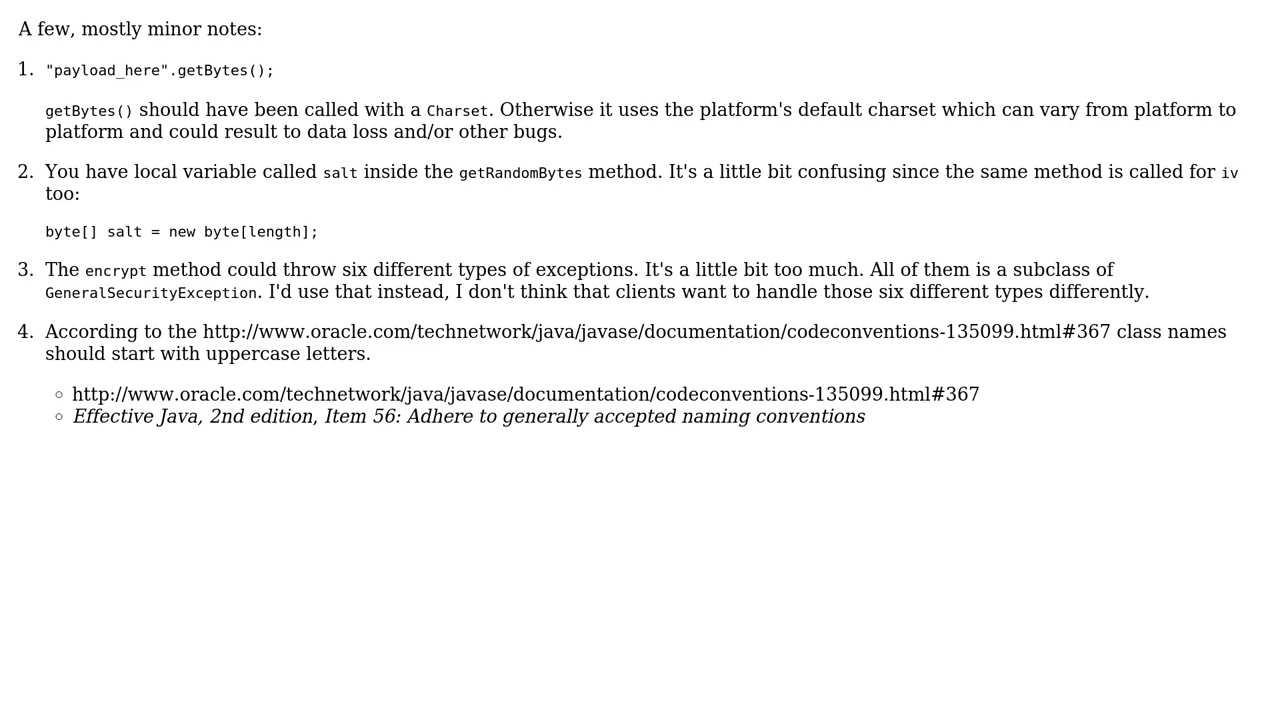 A few, mostly minor notes:
1. "payload_here".getBytes();
getBytes() should have been called with a Charset. Otherwise it uses the platform's default charset which can vary from platform to
platform and could result to data loss and/or other bugs.
2. You have local variable called salt inside the getRandomBytes method. It's a little bit confusing since the same method is called for iv
too:
byte[] salt = new byte[length];
3. The encrypt method could throw six different types of exceptions. It's a little bit too much. All of them is a subclass of
GeneralSecurityException. I'd use that instead, I don't think that clients want to handle those six different types differently.
4. According to the http://www.oracle.com/technetwork/java/javase/documentation/codeconventions-135099.html#367 class names
should start with uppercase letters.
◦ http://www.oracle.com/technetwork/java/javase/documentation/codeconventions-135099.html#367
◦ Effective Java, 2nd edition, Item 56: Adhere to generally accepted naming conventions